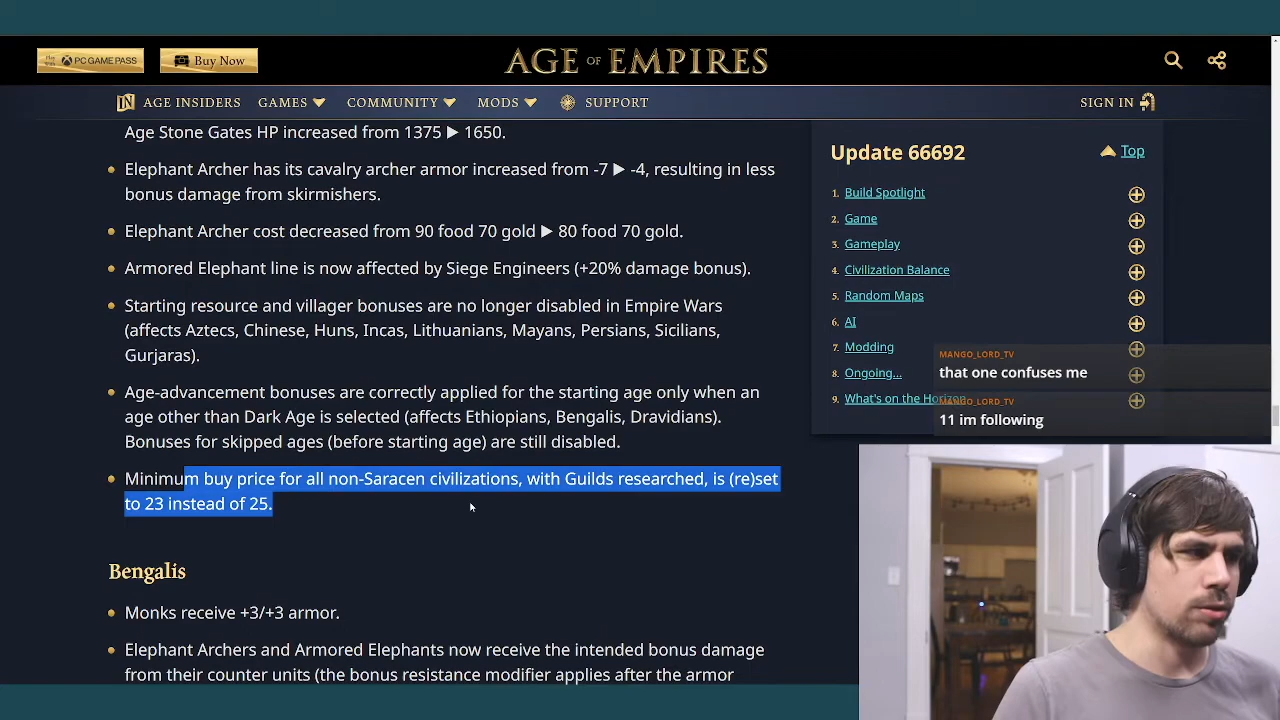 PC GAME PASS
Buy Now
AGE OF EMPIRES
AGE INSIDERS
GAMES
COMMUNITY
MODS
SUPPORT
SIGN IN
Age Stone Gates HP increased from 1375 ► 1650.
Elephant Archer has its cavalry archer armor increased from -7 ► -4, resulting in less
bonus damage from skirmishers.
Elephant Archer cost decreased from 90 food 70 gold ► 80 food 70 gold.
Armored Elephant line is now affected by Siege Engineers (+20% damage bonus).
Starting resource and villager bonuses are no longer disabled in Empire Wars
(affects Aztecs, Chinese, Huns, Incas, Lithuanians, Mayans, Persians, Sicilians,
Gurjaras).
Age-advancement bonuses are correctly applied for the starting age only when an
age other than Dark Age is selected (affects Ethiopians, Bengalis, Dravidians).
Bonuses for skipped ages (before starting age) are still disabled.
Minimum buy price for all non-Saracen civilizations, with Guilds researched, is (re)set
to 23 instead of 25.
Bengalis
Monks receive +3/+3 armor.
Elephant Archers and Armored Elephants now receive the intended bonus damage
from their counter units (the bonus resistance modifier applies after the armor
Update 66692
Top
1. Build Spotlight
2. Game
3. Gameplay
4. Civilization Balance
5. Random Maps
6. AI
7. Modding
8. Ongoing...
9. What's on the Horizon
MANGO_LORD_TV
that one confuses me
MANGO_LORD_TV
11 im following